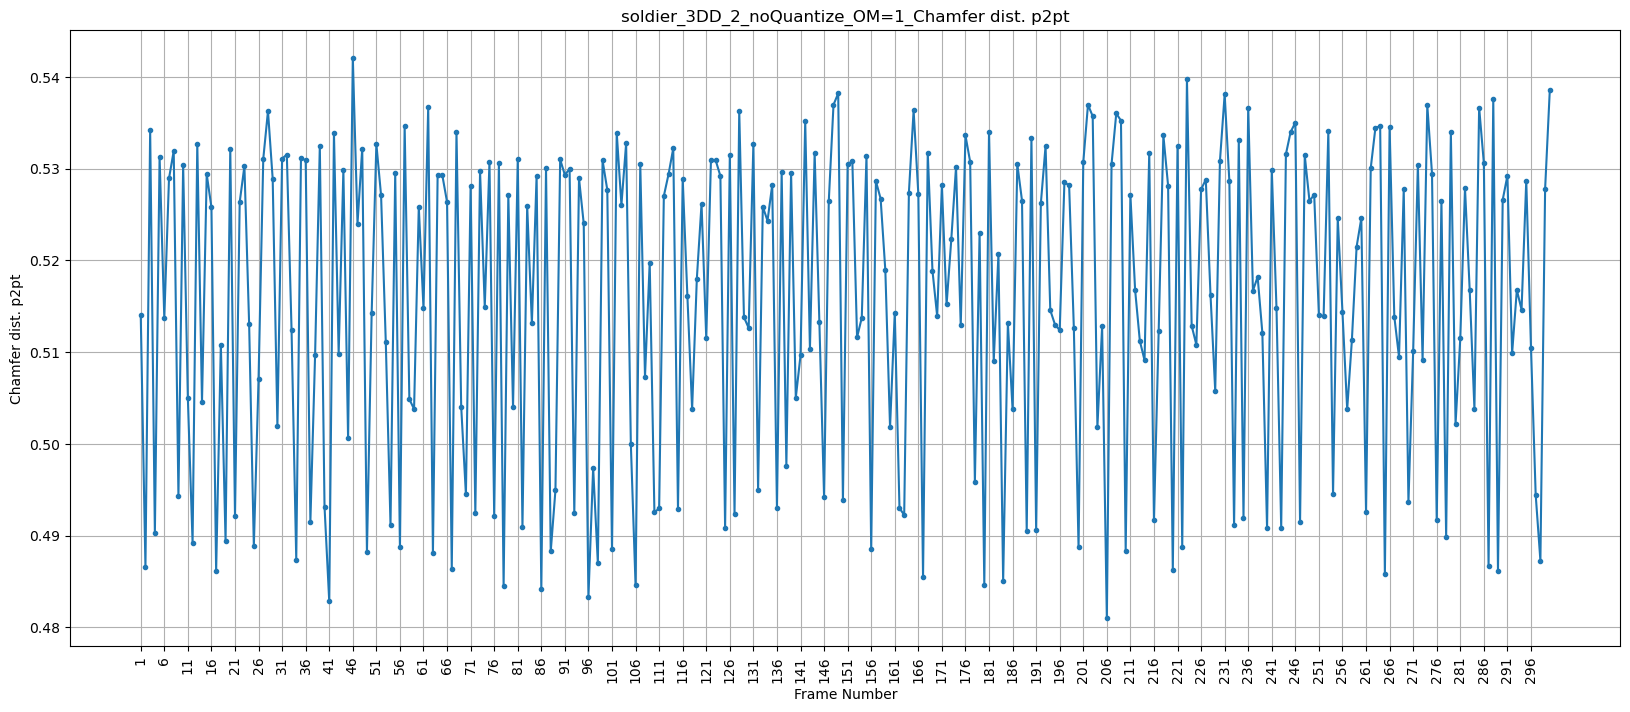 soldier_3DD_2_noQuantize_OM=1_Chamfer dist. p2pt
Chamfer dist. p2pt
0.54
0.53
0.52
0.51
0.50
0.49
0.48
1 6 11 16 21 26 31 36 41 46 51 56 61 66 71 76 81 86 91 96 101 106 111 116 121 126 131 136 141 146 151 156 161 166 171 176 181 186 191 196 201 206 211 216 221 226 231 236 241 246 251 256 261 266 271 276 281 286 291 296
Frame Number